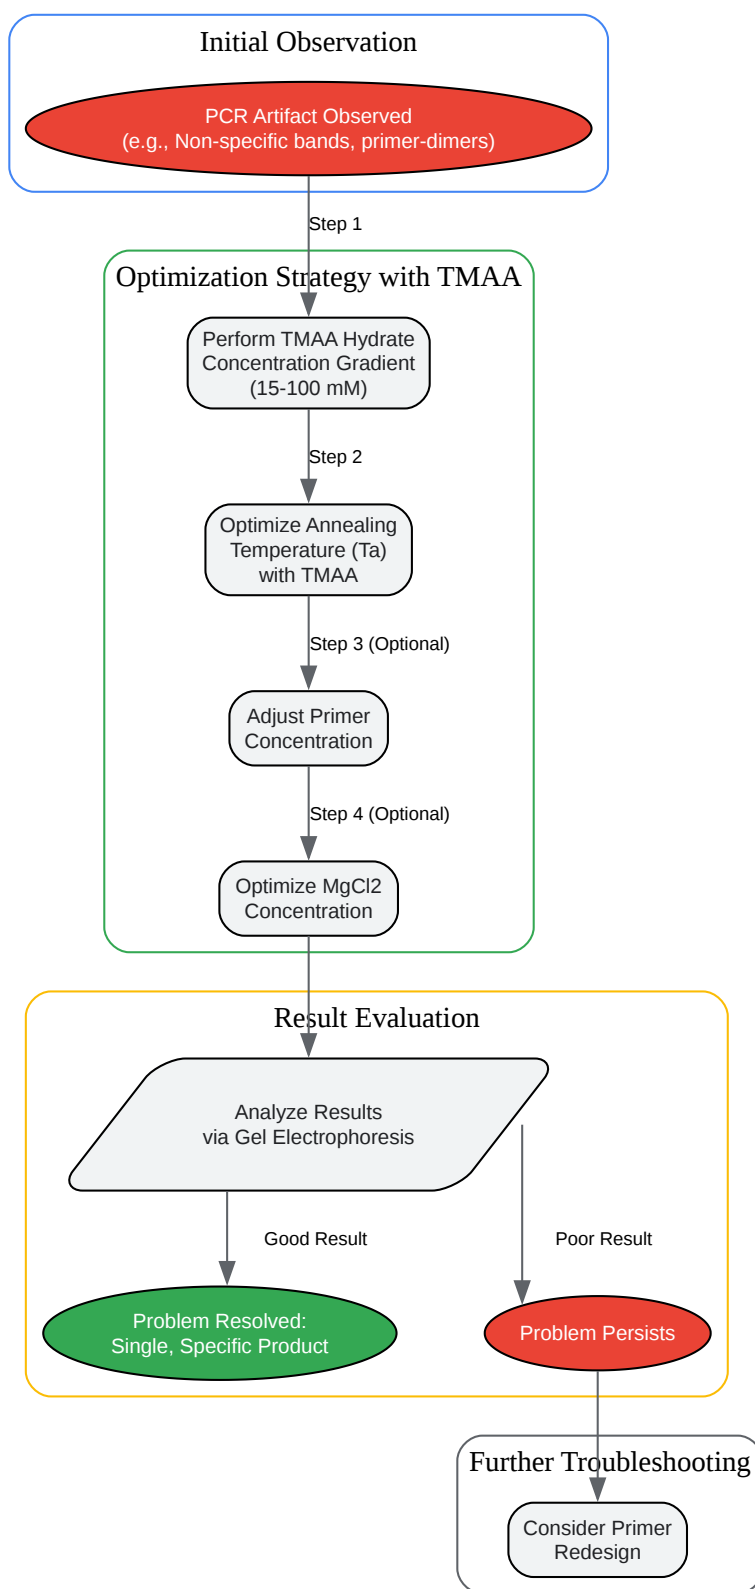 Initial Observation
PCR Artifact Observed
(e.g., Non-specific bands, primer-dimers)
Step 1
Optimization Strategy with TMAA
Perform TMAA Hydrate
Concentration Gradient
(15-100 mM)
Step 2
Optimize Annealing
Temperature (Ta)
with TMAA
Step 3 (Optional)
Adjust Primer
Concentration
Step 4 (Optional)
Optimize MgCl2
Concentration
Result Evaluation
Analyze Results
via Gel Electrophoresis
Good Result
Poor Result
Problem Resolved:
Single, Specific Product
Problem Persists
Further Troubleshooting
Consider Primer
Redesign